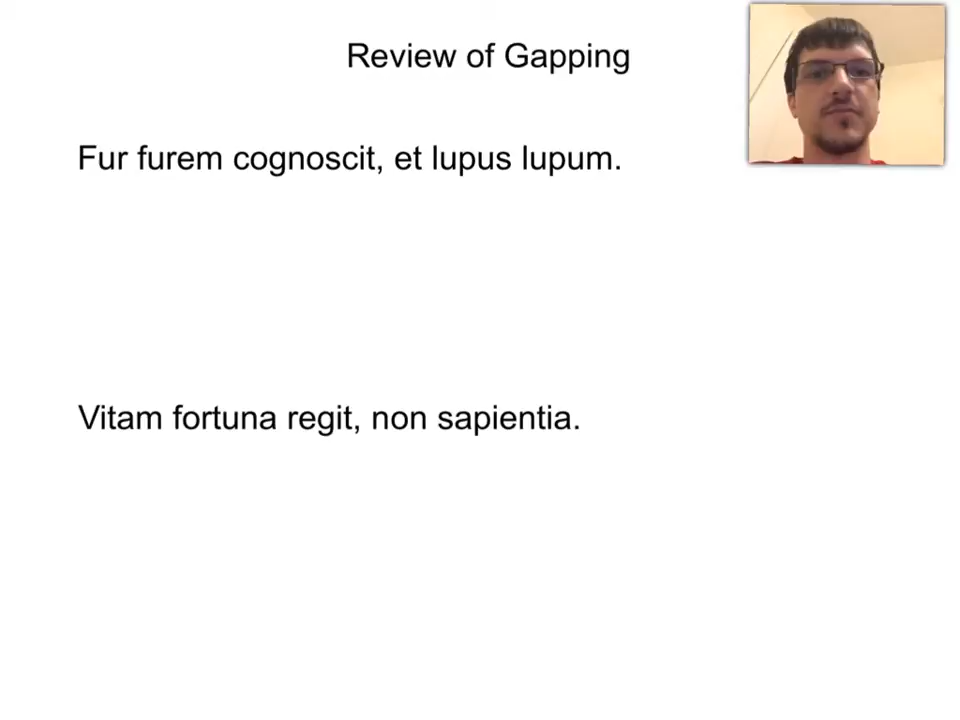 Review of Gapping
Fur furem cognoscit, et lupus lupum.
Vitam fortuna regit, non sapientia.